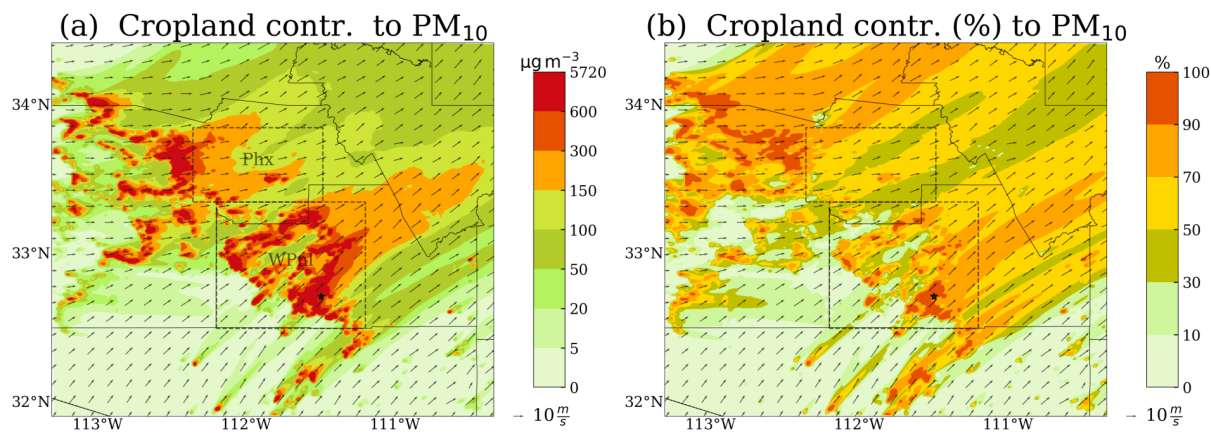 (a) Cropland contr. to PM₁₀
µg m⁻³
5720
600
300
150
100
50
20
5
0
34°N
33°N
32°N
113°W
112°W
111°W
Phx
WPnl
→ 10 m/s
(b) Cropland contr. (%) to PM₁₀
%
100
90
70
50
30
10
0
34°N
33°N
32°N
113°W
112°W
111°W
→ 10 m/s